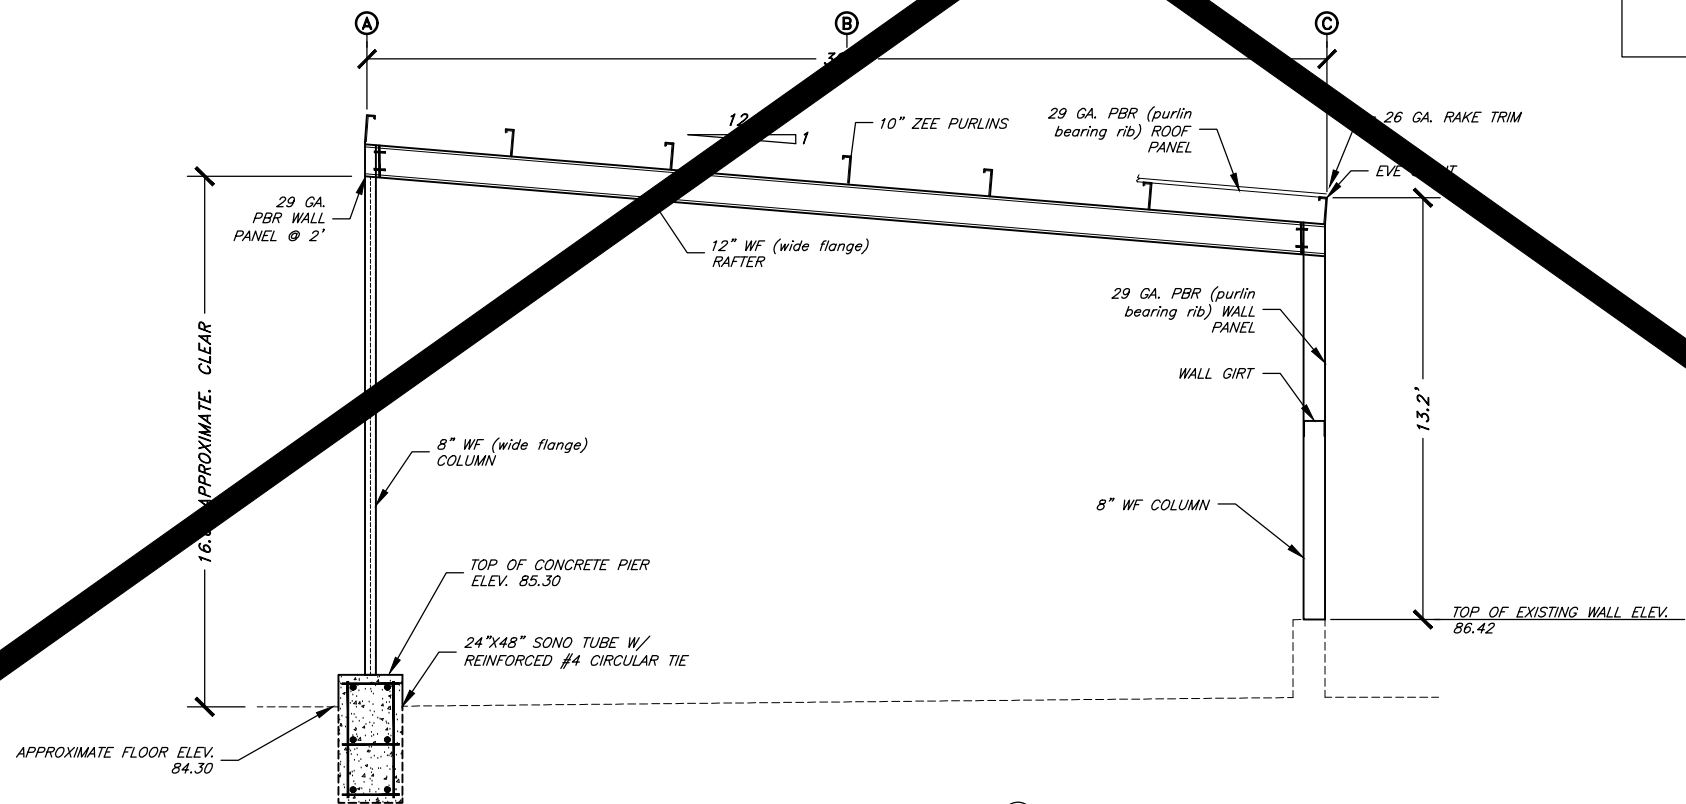 A
B
C
12
1
10" ZEE PURLINS
29 GA. PBR (purlin
bearing rib) ROOF
PANEL
26 GA. RAKE TRIM
EVE
29 GA.
PBR WALL
PANEL @ 2'
12" WF (wide flange)
RAFTER
29 GA. PBR (purlin
bearing rib) WALL
PANEL
WALL GIRT
13.2'
APPROXIMATE. CLEAR
8" WF (wide flange)
COLUMN
8" WF COLUMN
TOP OF CONCRETE PIER
ELEV. 85.30
TOP OF EXISTING WALL ELEV.
86.42
24"X48" SONO TUBE W/
REINFORCED #4 CIRCULAR TIE
APPROXIMATE FLOOR ELEV.
84.30